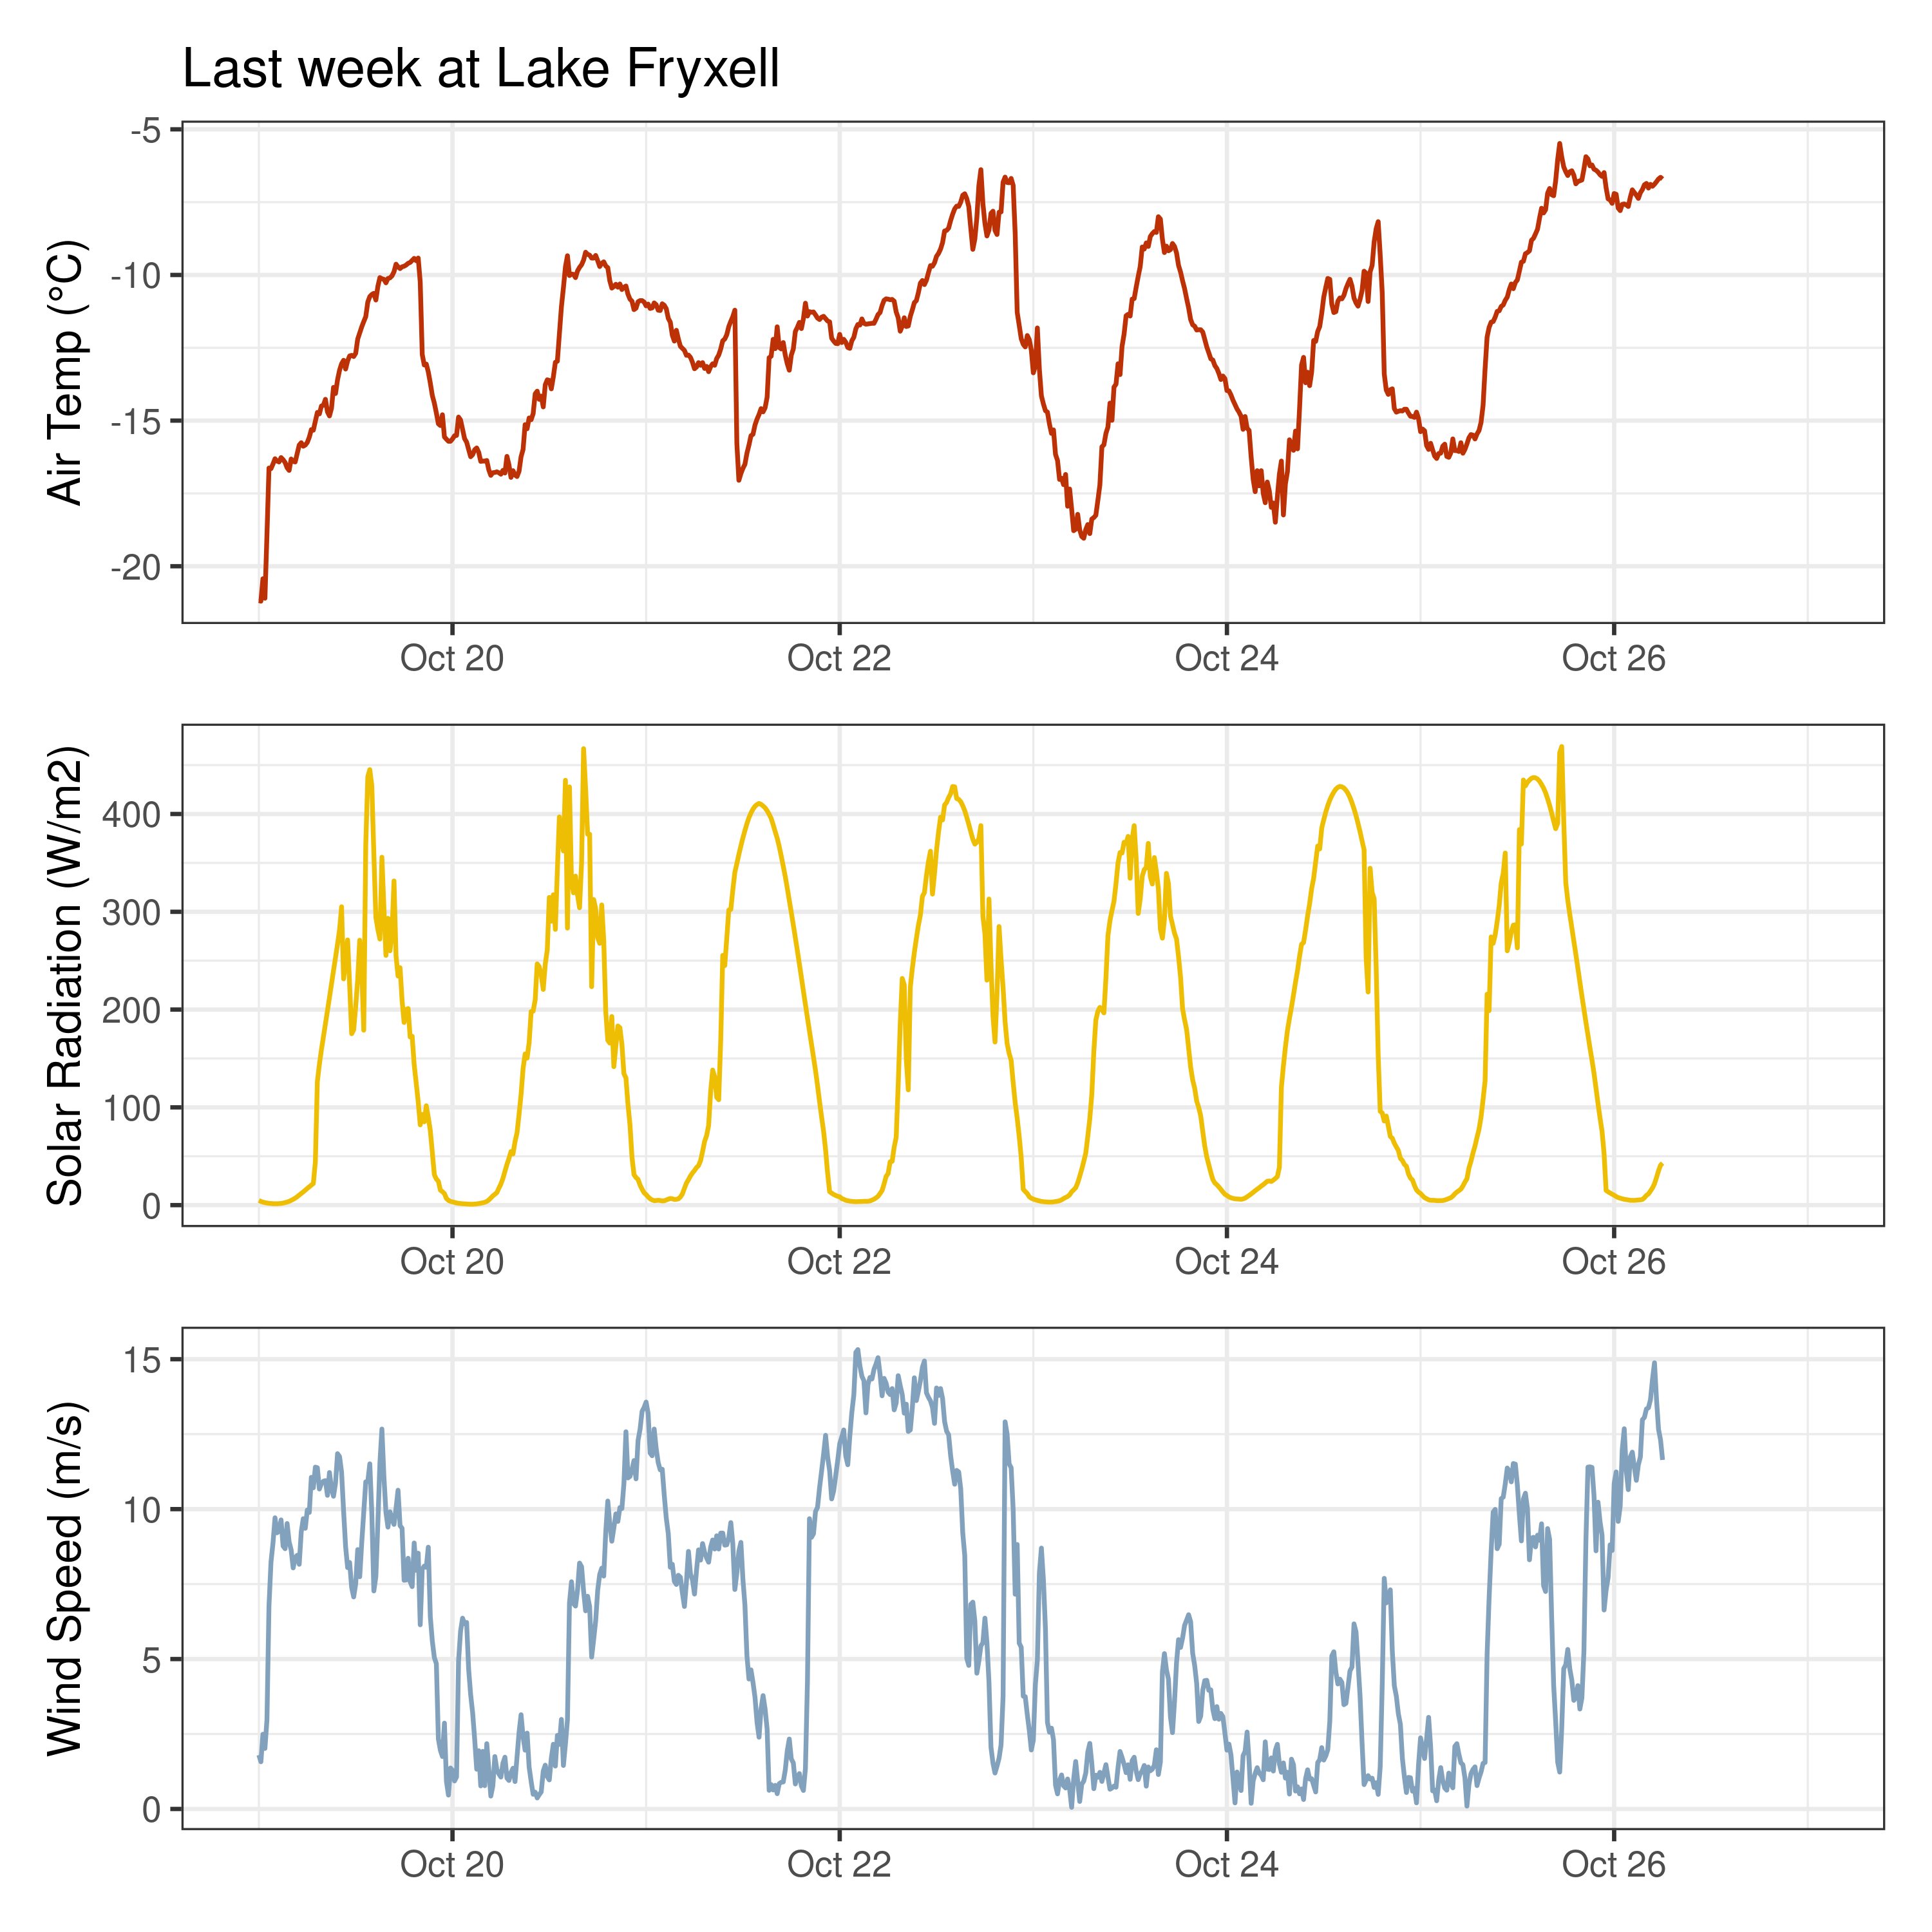 Last week at Lake Fryxell
Air Temp (°C)
-5
-10
-15
-20
Oct 20 Oct 22 Oct 24 Oct 26
Solar Radiation (W/m2)
400
300
200
100
0
Oct 20 Oct 22 Oct 24 Oct 26
Wind Speed (m/s)
15
10
5
0
Oct 20 Oct 22 Oct 24 Oct 26